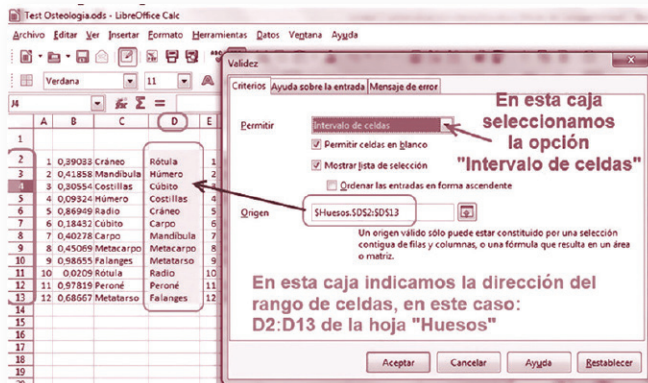 Test Osteologia.ods - LibreOffice Calc
Archivo Editar Ver Insertar Formato Herramientas Datos Ventana Ayuda
Verdana 11
J4
A B C D E
1
2 1 0,39033 Cráneo Rótula 1
3 2 0,41858 Mandíbula Húmero 2
4 3 0,30554 Costillas Cúbito
5 4 0,09324 Húmero Costillas 4
6 5 0,86949 Radio Cráneo 5
7 6 0,18432 Cúbito Carpo 6
8 7 0,40278 Carpo Mandíbula 7
9 8 0,45069 Metacarpo Metacarpo 8
10 9 0,98655 Falanges Metatarso 9
11 10 0,0209 Rótula Radio 10
12 11 0,97819 Peroné Peroné 11
13 12 0,68667 Metatarso Falanges 12
14
15
16
17
18
19
Validez
Criterios Ayuda sobre la entrada Mensaje de error
Permitir Intervalo de celdas
Permitir celdas en blanco
Mostrar lista de selección
Ordenar las entradas en forma ascendente
Origen $Huesos.$D$2:$D$13
Un origen válido sólo puede estar constituido por una selección
contigua de filas y columnas, o una fórmula que resulta en un área
o matriz.
En esta caja
seleccionamos
la opción
"Intervalo de celdas"
En esta caja indicamos la dirección del
rango de celdas, en este caso:
D2:D13 de la hoja "Huesos"
Aceptar Cancelar Ayuda Restablecer